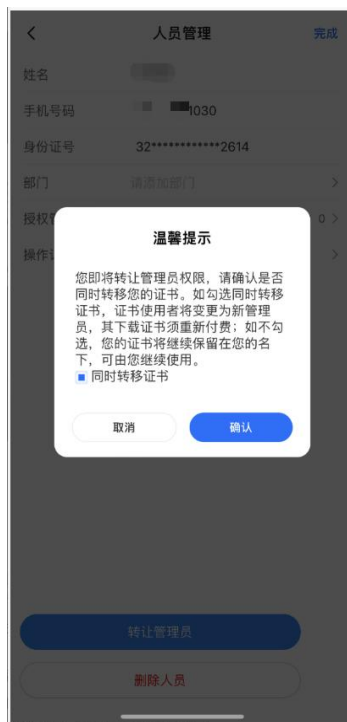 人员管理 完成
姓名
手机号码 1030
身份证号 32************2614
部门 请添加部门
授权 0
操作
温馨提示
您即将转让管理员权限，请确认是否
同时转移您的证书。如勾选同时转移
证书，证书使用者将变更为新管理
员，其下载证书须重新付费；如不勾
选，您的证书将继续保留在您的名
下，可由您继续使用。
同时转移证书
取消 确认
转让管理员
删除人员